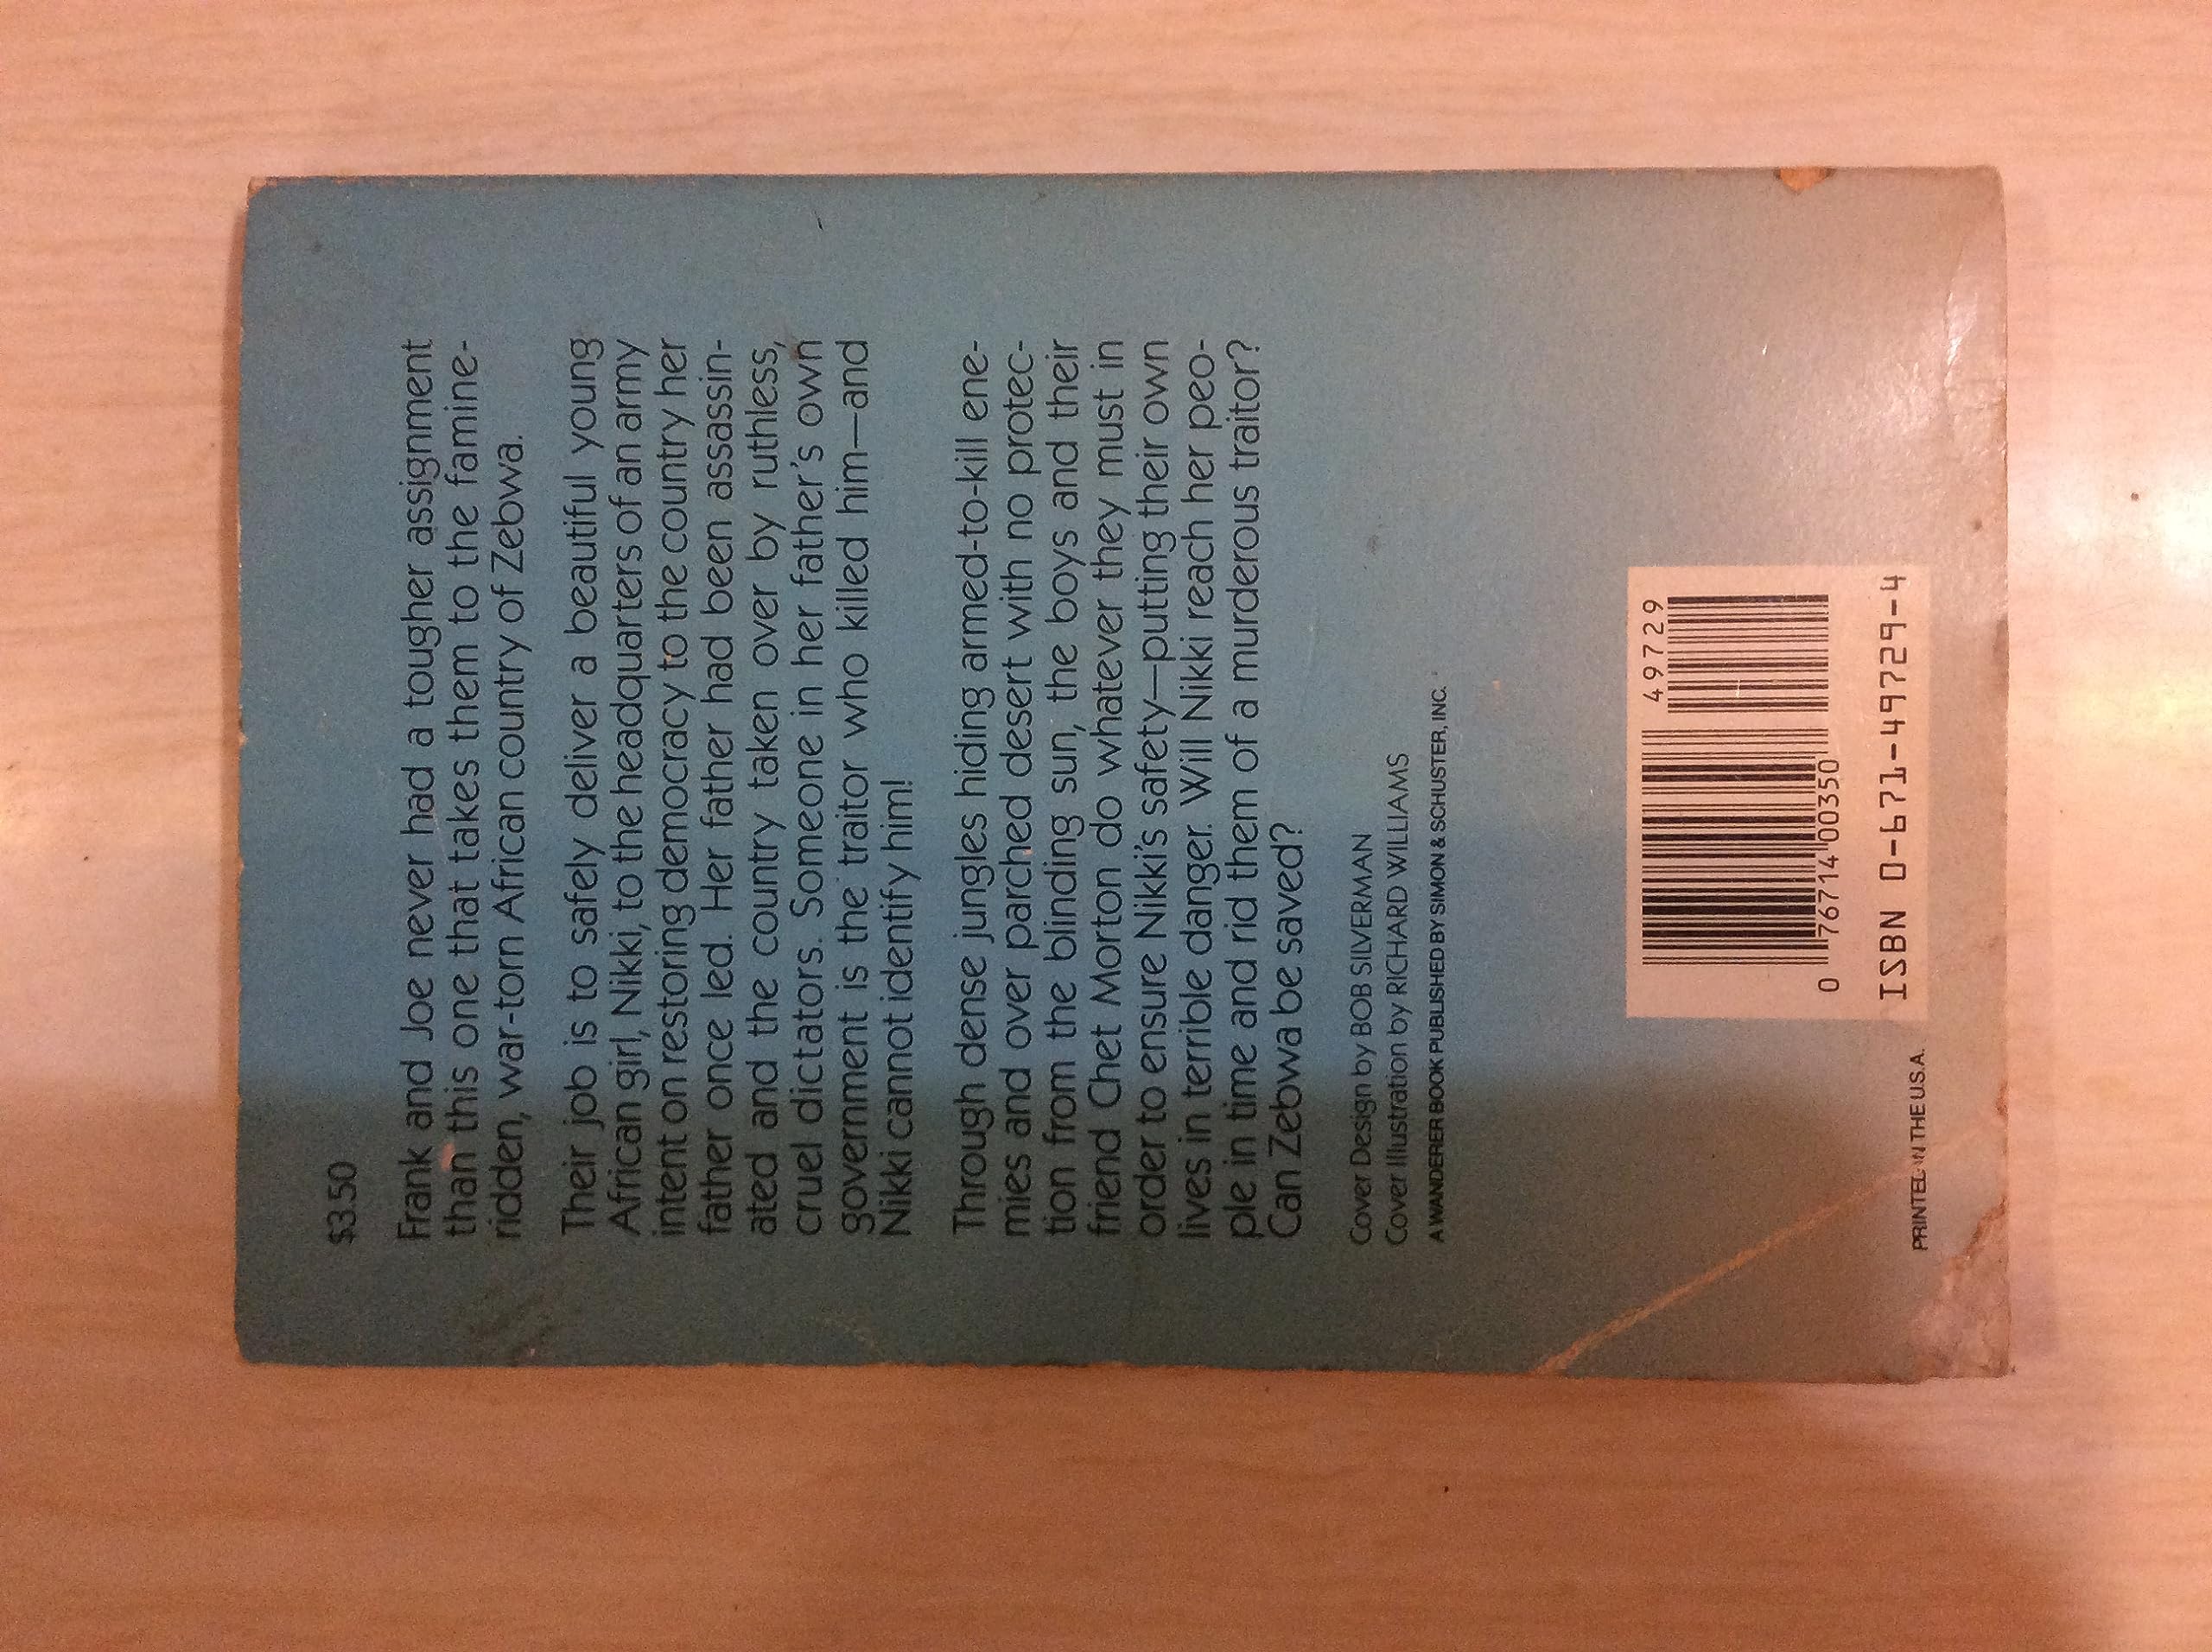 $3.50
Frank and Joe never had a tougher assignment
than this one that takes them to the famine-
ridden, war-torn African country of Zebwa.
Their job is to safely deliver a beautiful young
African girl, Nikki, to the headquarters of an army
intent on restoring democracy to the country her
father once led. Her father had been assassin-
ated and the country taken over by ruthless,
cruel dictators. Someone in her father's own
government is the traitor who killed him—and
Nikki cannot identify him!
Through dense jungles hiding armed-to-kill ene-
mies and over parched desert with no protec-
tion from the blinding sun, the boys and their
friend Chet Morton do whatever they must in
order to ensure Nikki's safety—putting their own
lives in terrible danger. Will Nikki reach her peo-
ple in time and rid them of a murderous traitor?
Can Zebwa be saved?
Cover Design by BOB SILVERMAN
Cover Illustration by RICHARD WILLIAMS
A WANDERER BOOK PUBLISHED BY SIMON & SCHUSTER, INC.
49729
0 76714 00350
ISBN 0-671-49729-4
PRINTED IN THE U.S.A.